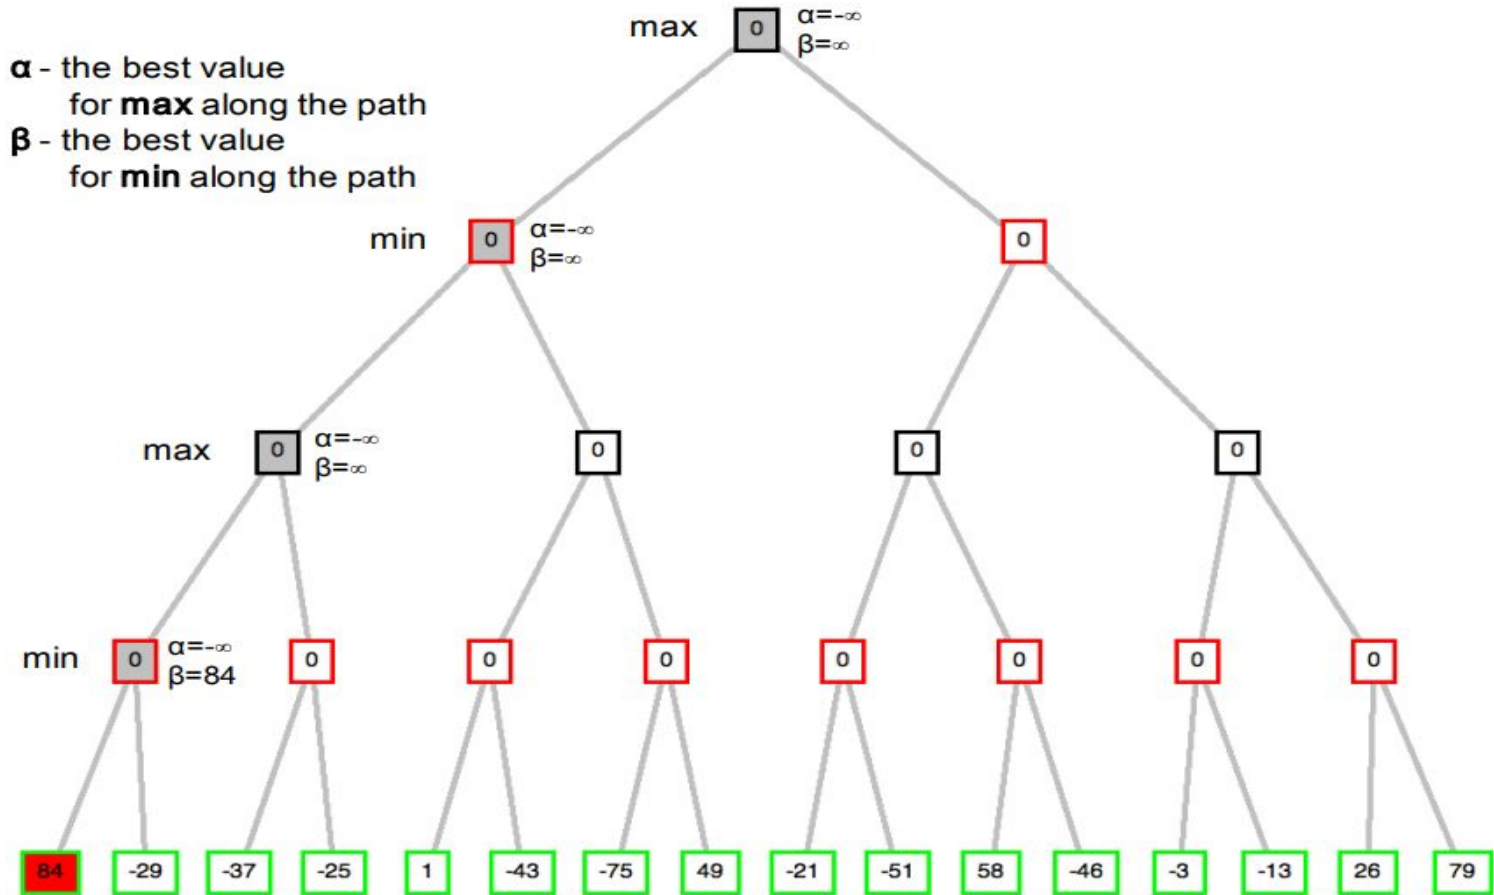 max 0 α=-∞
β=∞
α - the best value
for max along the path
β - the best value
for min along the path
min 0 α=-∞ 0
β=∞
max 0 α=-∞ 0 0 0
β=∞
min 0 α=-∞ 0 0 0 0 0 0 0
β=84
84 -29 -37 -25 1 -43 -75 49 -21 -51 58 -46 -3 -13 26 79